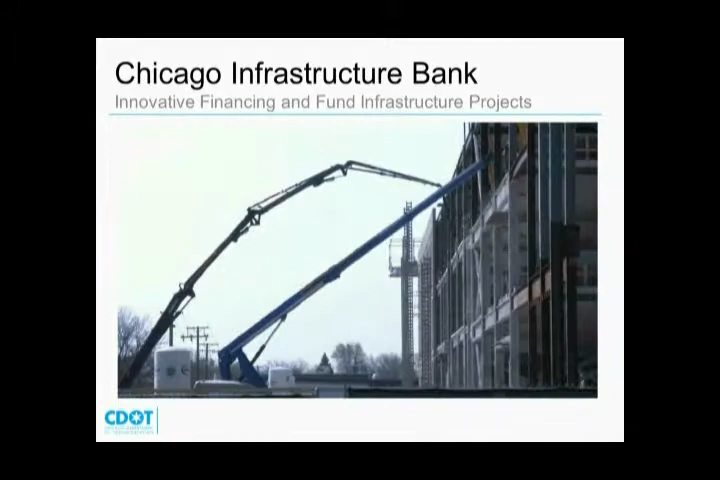 Chicago Infrastructure Bank
Innovative Financing and Fund Infrastructure Projects
CDOT